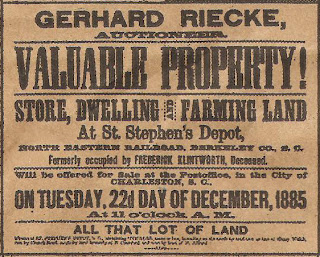 GERHARD RIECKE,
AUCTIONEER.
VALUABLE PROPERTY!
STORE, DWELLING AND FARMING LAND
At St. Stephen's Depot,
NORTH EASTERN RAILROAD, BERKELEY CO., S. C.
Formerly occupied by FREDERICK KLINTWORTH, Deceased.
Will be offered for Sale at the Postoffice, in the City of
CHARLESTON, S. C.,
ON TUESDAY, 22d DAY OF DECEMBER, 1885
At 11 o'clock A. M.
ALL THAT LOT OF LAND